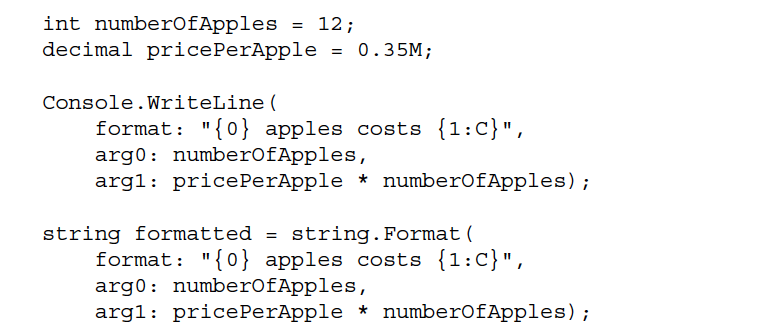 int numberOfApples = 12;
decimal pricePerApple = 0.35M;
Console.WriteLine(
format: "{0} apples costs {1:C}",
arg0: numberOfApples,
arg1: pricePerApple * numberOfApples);
string formatted = string.Format(
format: "{0} apples costs {1:C}",
arg0: numberOfApples,
arg1: pricePerApple * numberOfApples);